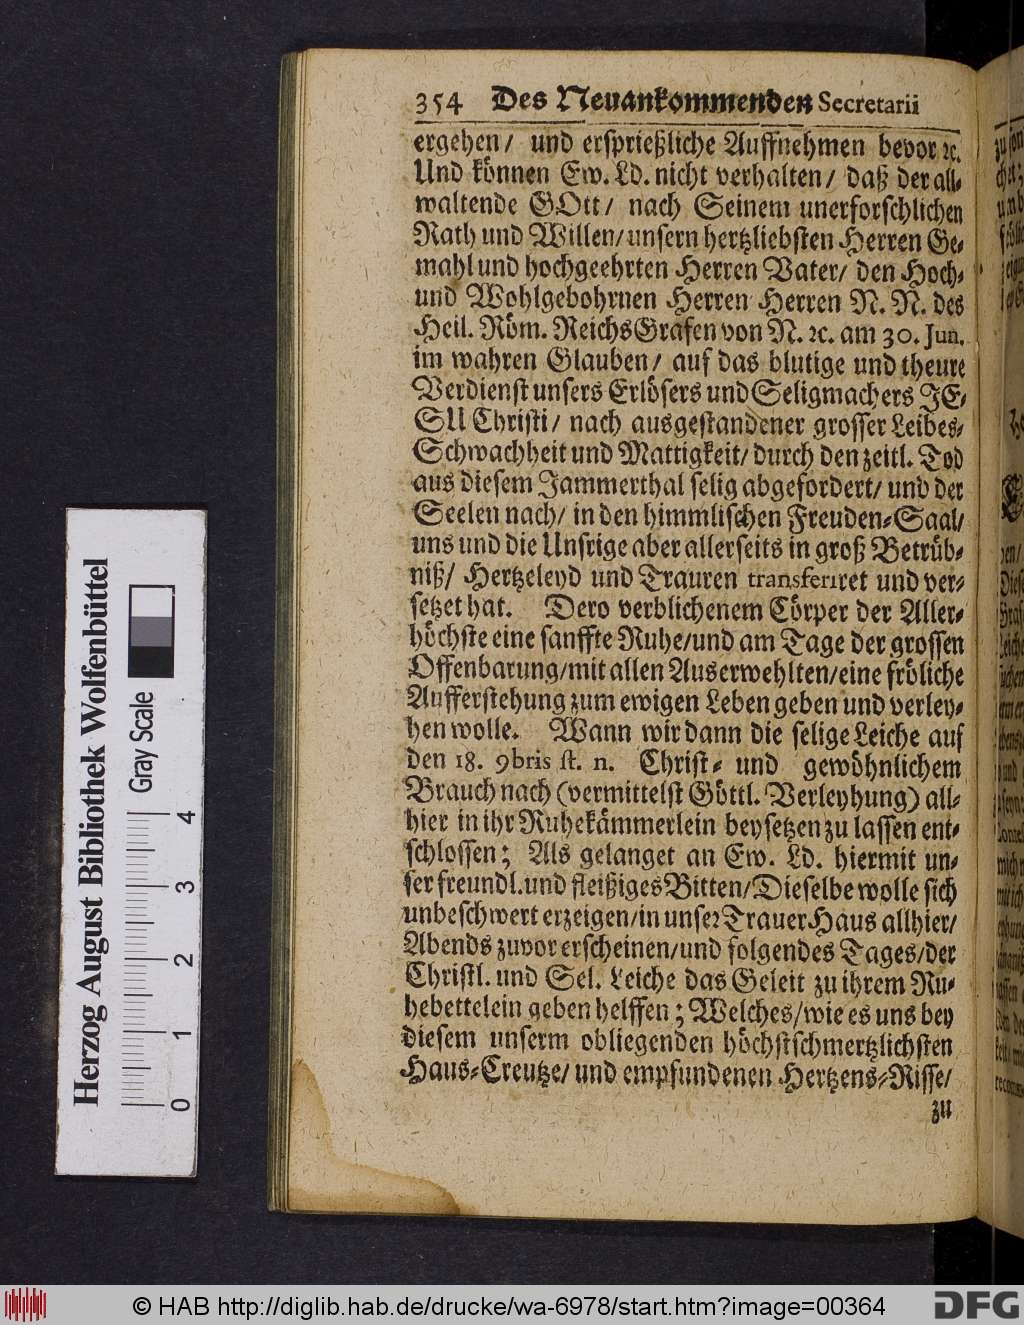 354 Des Neuankommenden Secretarii
ergehen/ und ersprießliche Auffnehmen bevor ꝛc.
Und können Ew. Ld. nicht verhalten/ daß der all-
waltende GOtt/ nach Seinem unerforschlichen
Rath und Willen/ unsern hertzliebsten Herren Ge-
mahl und hochgeehrten Herren Vater/ den Hoch-
und Wohlgebohrnen Herren Herren N. N. des
Heil. Röm. ReichsGrafen von N. ꝛc. am 30. Jun.
im wahren Glauben/ auf das blutige und theure
Verdienst unsers Erlösers und Seligmachers JE-
SU Christi/ nach ausgestandener grosser Leibes-
Schwachheit und Mattigkeit/ durch den zeitl. Tod
aus diesem Jammerthal selig abgefordert/ und der
Seelen nach/ in den himmlischen Freuden-Saal/
uns und die Unsrige aber allerseits in groß Betrüb-
niß/ Hertzeleyd und Trauren transferiret und ver-
setzet hat. Dero verblichenem Cörper der Aller-
höchste eine sanffte Ruhe/und am Tage der grossen
Offenbarung/mit allen Auserwehlten/eine fröliche
Aufferstehung zum ewigen Leben geben und verley-
hen wolle. Wann wir dann die selige Leiche auf
den 18. 9bris st. n. Christ- und gewöhnlichem
Brauch nach (vermittelst Göttl. Verleyhung) all-
hier in ihr Ruhekämmerlein beysetzen zu lassen ent-
schlossen; Als gelanget an Ew. Ld. hiermit un-
ser freundl. und fleißiges Bitten/Dieselbe wolle sich
unbeschwert erzeigen/in unser TrauerHaus allhier/
Abends zuvor erscheinen/und folgendes Tages/der
Christl. und Sel. Leiche das Geleit zu ihrem Ru-
hebettelein geben helffen; Welches/wie es uns bey
diesem unserm obliegenden höchstschmertzlichsten
Haus-Creutze/ und empfundenen Hertzens-Risse/
zu
Herzog August Bibliothek Wolfenbüttel
Gray Scale
0 1 2 3 4
© HAB http://diglib.hab.de/drucke/wa-6978/start.htm?image=00364
DFG